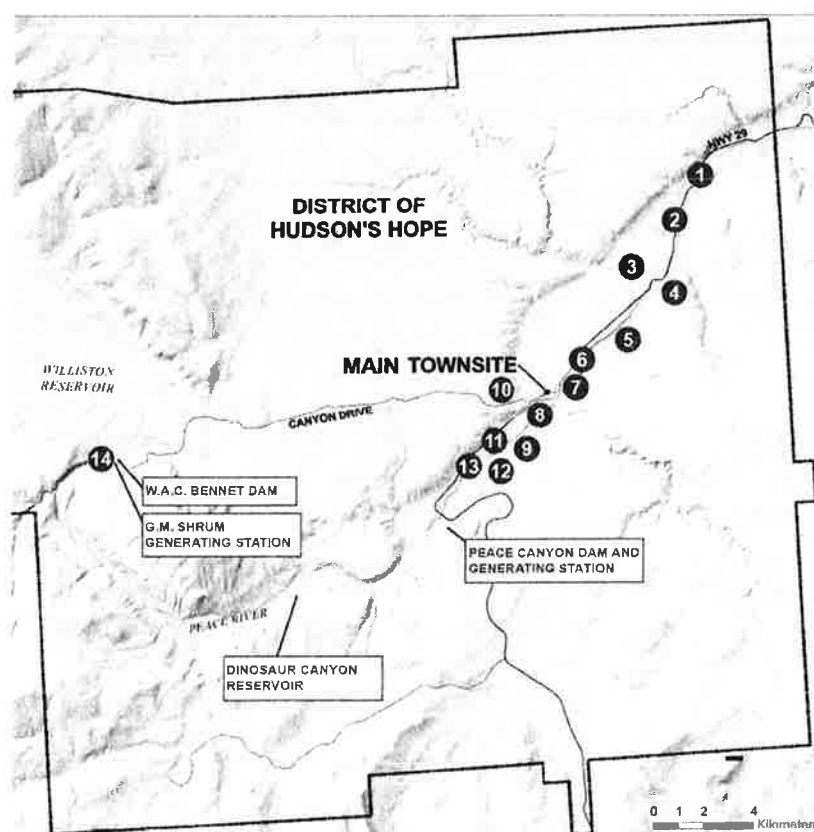 HWY 29
1
2
DISTRICT OF
HUDSON'S HOPE
3
4
5
6
MAIN TOWNSITE
WILLISTON
RESERVOIR
7
10
CANYON DRIVE
8
11
9
14
13
12
W.A.C. BENNET DAM
G.M. SHRUM
GENERATING STATION
PEACE CANYON DAM AND
GENERATING STATION
PEACE RIVER
DINOSAUR CANYON
RESERVOIR
0 1 2 4
Kilometers